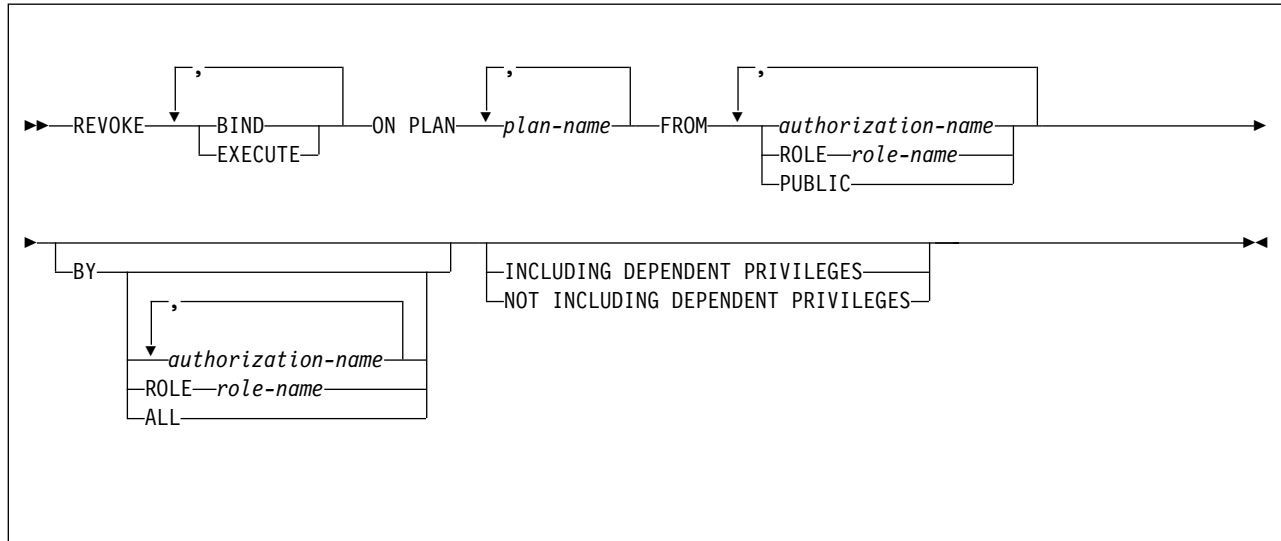 , , ,
REVOKE BIND ON PLAN plan-name FROM authorization-name
EXECUTE ROLE role-name
PUBLIC
BY INCLUDING DEPENDENT PRIVILEGES
, NOT INCLUDING DEPENDENT PRIVILEGES
authorization-name
ROLE role-name
ALL